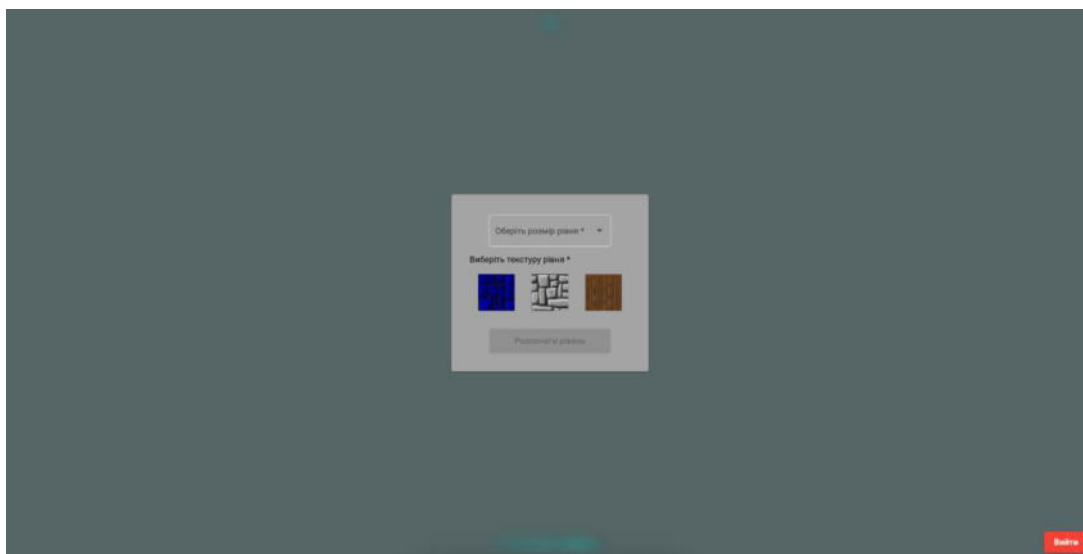 Оберіть розмір рівня *
Виберіть текстуру рівня *
Розпочати рівень
Вийти